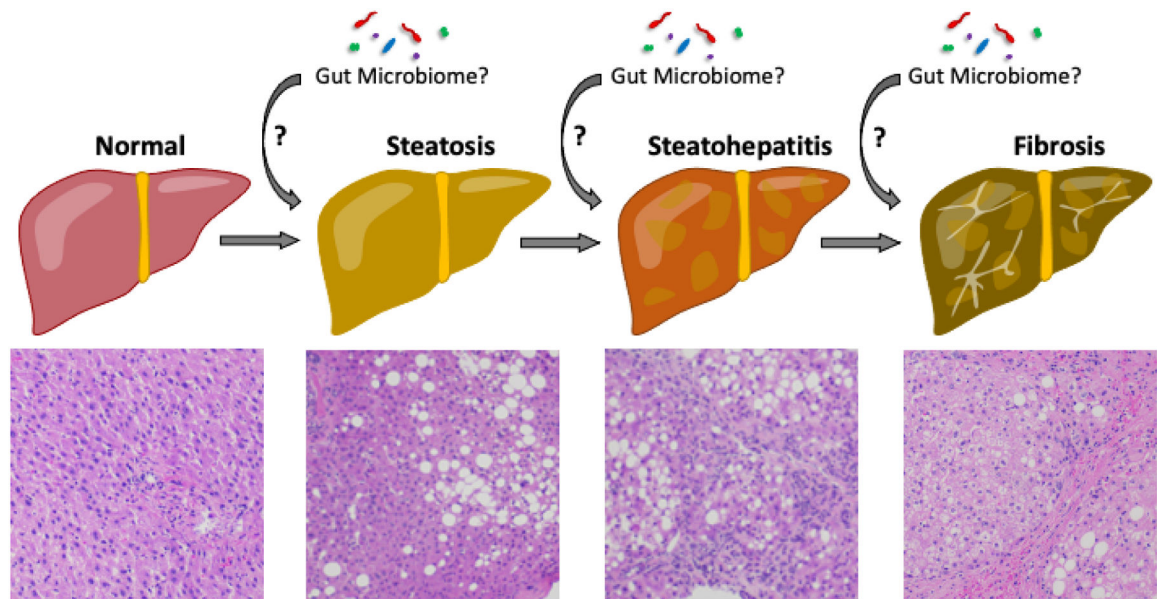 Gut Microbiome?
Gut Microbiome?
Gut Microbiome?
?
?
?
Normal
Steatosis
Steatohepatitis
Fibrosis